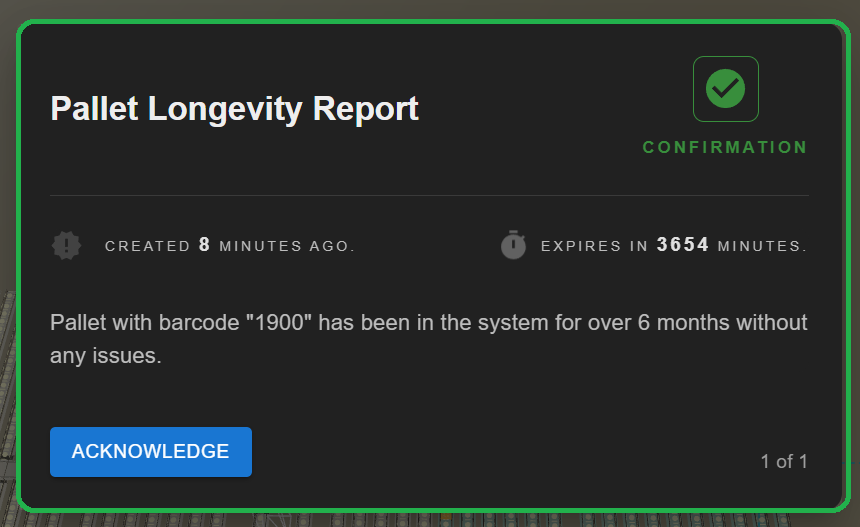 Pallet Longevity Report
CONFIRMATION
CREATED 8 MINUTES AGO.
EXPIRES IN 3654 MINUTES.
Pallet with barcode "1900" has been in the system for over 6 months without
any issues.
ACKNOWLEDGE
1 of 1